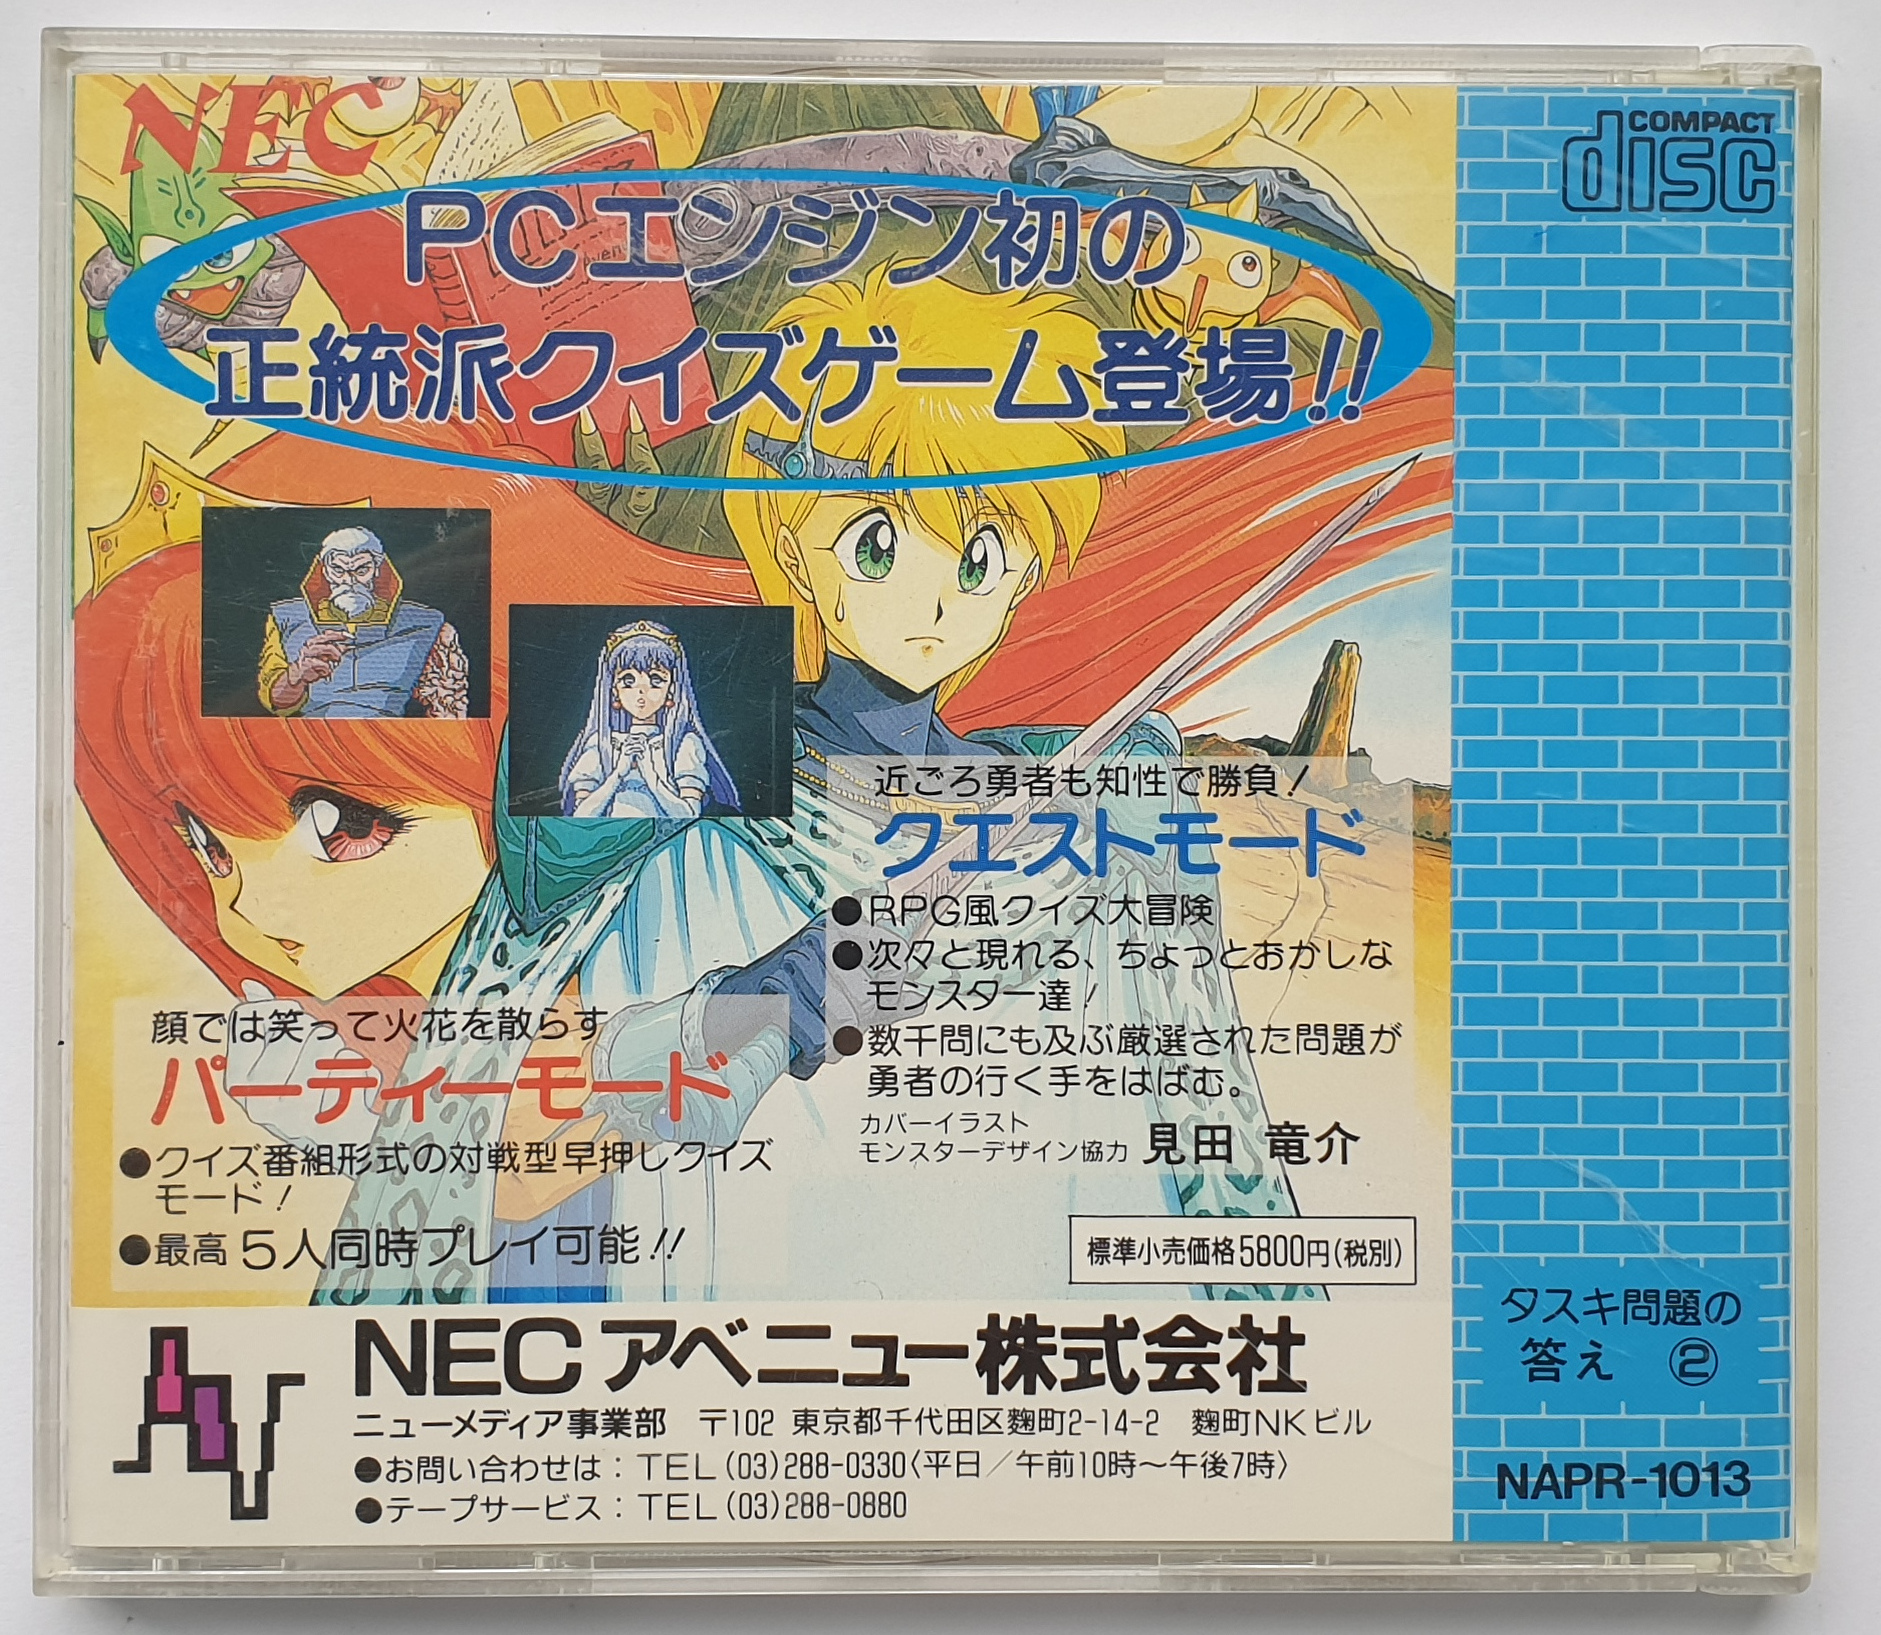 NEC
COMPACT
disc
PCエンジン初の
正統派クイズゲーム登場!!
近ごろ勇者も知性で勝負!
クエストモード
●RPG風クイズ大冒険
●次々と現れる、ちょっとおかしな
モンスター達!
●数千問にも及ぶ厳選された問題が
勇者の行く手をはばむ。
カバーイラスト
モンスターデザイン協力 見田 竜介
顔では笑って火花を散らす
パーティーモード
●クイズ番組形式の対戦型早押しクイズ
モード!
●最高5人同時プレイ可能!!
標準小売価格5800円(税別)
NECアベニュー株式会社
ニューメディア事業部 〒102 東京都千代田区麴町2-14-2 麴町NKビル
●お問い合わせは:TEL(03)288-0330〈平日/午前10時~午後7時〉
●テープサービス:TEL(03)288-0880
タスキ問題の
答え ②
NAPR-1013